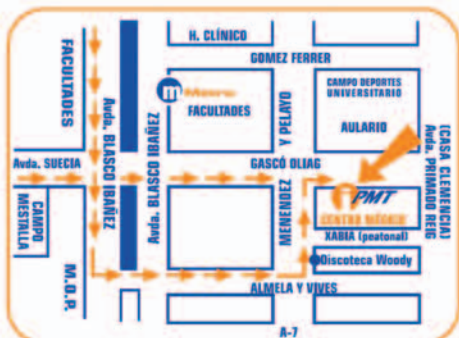 H. CLÍNICO
GOMEZ FERRER
FACULTADES
Avda. BLASCO IBAÑEZ
m Metro
FACULTADES
Avda. BLASCO IBAÑEZ
Y PELAYO
MENENDEZ
CAMPO DEPORTES
UNIVERSITARIO
AULARIO
(CASA CLEMENCIA)
Avda. PRIMADO REIG
Avda. SUECIA
GASCÓ OLIAG
CAMPO
MESTALLA
PMT
CENTRO MÉDICO
XABIA (peatonal)
Discoteca Woody
M.O.P.
ALMELA Y VIVES
A-7